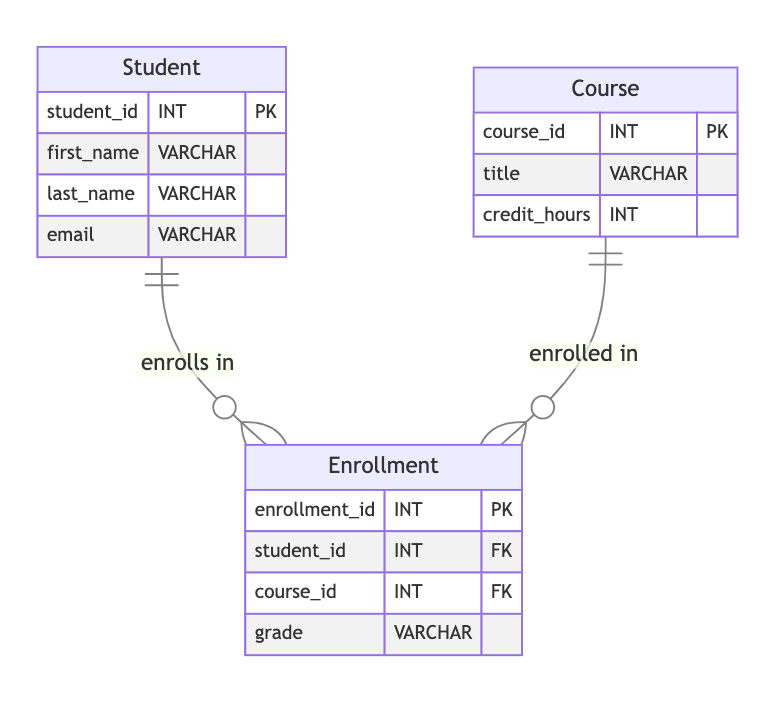 Student
student_id INT PK
first_name VARCHAR
last_name VARCHAR
email VARCHAR
Course
course_id INT PK
title VARCHAR
credit_hours INT
enrolls in
enrolled in
Enrollment
enrollment_id INT PK
student_id INT FK
course_id INT FK
grade VARCHAR